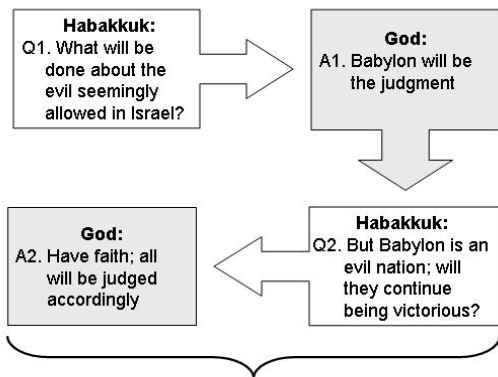 Habakkuk:
Q1. What will be
done about the
evil seemingly
allowed in Israel?
God:
A1. Babylon will be
the judgment
Habakkuk:
Q2. But Babylon is an
evil nation; will
they continue
being victorious?
God:
A2. Have faith; all
will be judged
accordingly